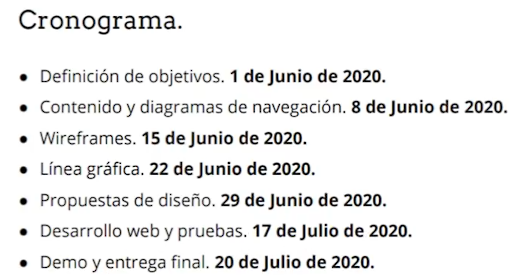 Cronograma.
• Definición de objetivos. 1 de Junio de 2020.
• Contenido y diagramas de navegación. 8 de Junio de 2020.
• Wireframes. 15 de Junio de 2020.
• Línea gráfica. 22 de Junio de 2020.
• Propuestas de diseño. 29 de Junio de 2020.
• Desarrollo web y pruebas. 17 de Julio de 2020.
• Demo y entrega final. 20 de Julio de 2020.